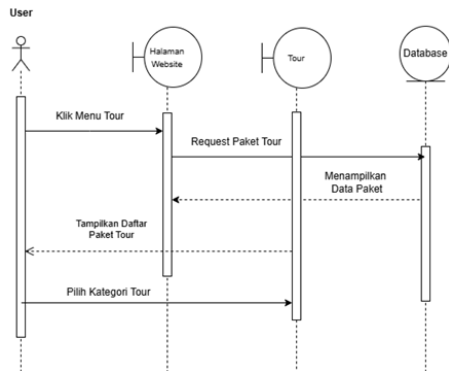 User
Halaman
Website
Tour
Database
Klik Menu Tour
Request Paket Tour
Menampilkan
Data Paket
Tampilkan Daftar
Paket Tour
Pilih Kategori Tour